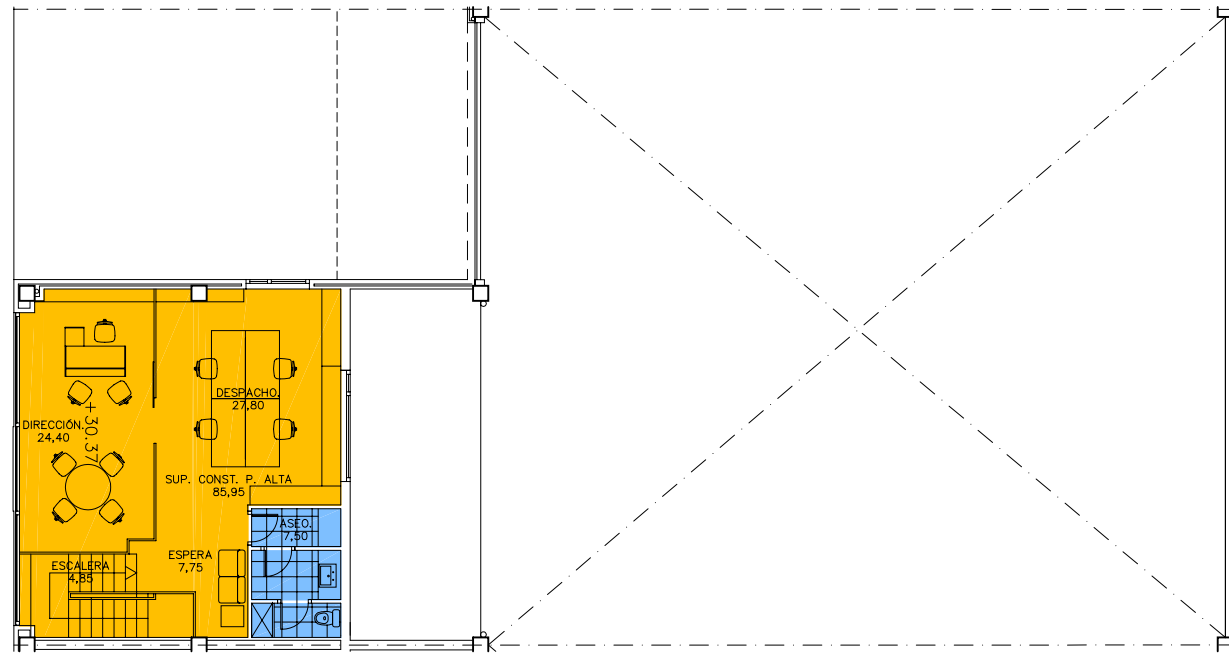 DESPACHO.
27,80
DIRECCIÓN.
24,40
+30.37
SUP. CONST. P. ALTA
85,95
ASEO.
7,50
ESPERA
7,75
ESCALERA
4,85